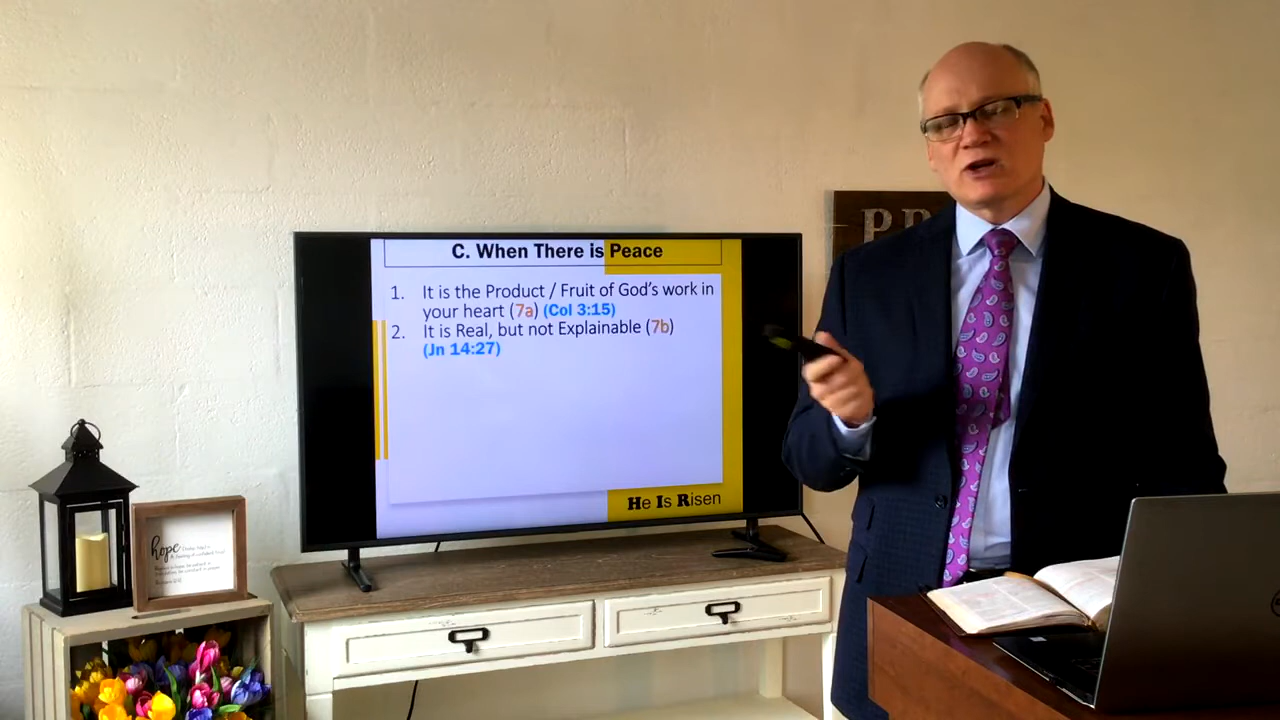 C. When There is Peace
1. It is the Product / Fruit of God's work in
your heart (7a) (Col 3:15)
2. It is Real, but not Explainable (7b)
(Jn 14:27)
He Is Risen
hope